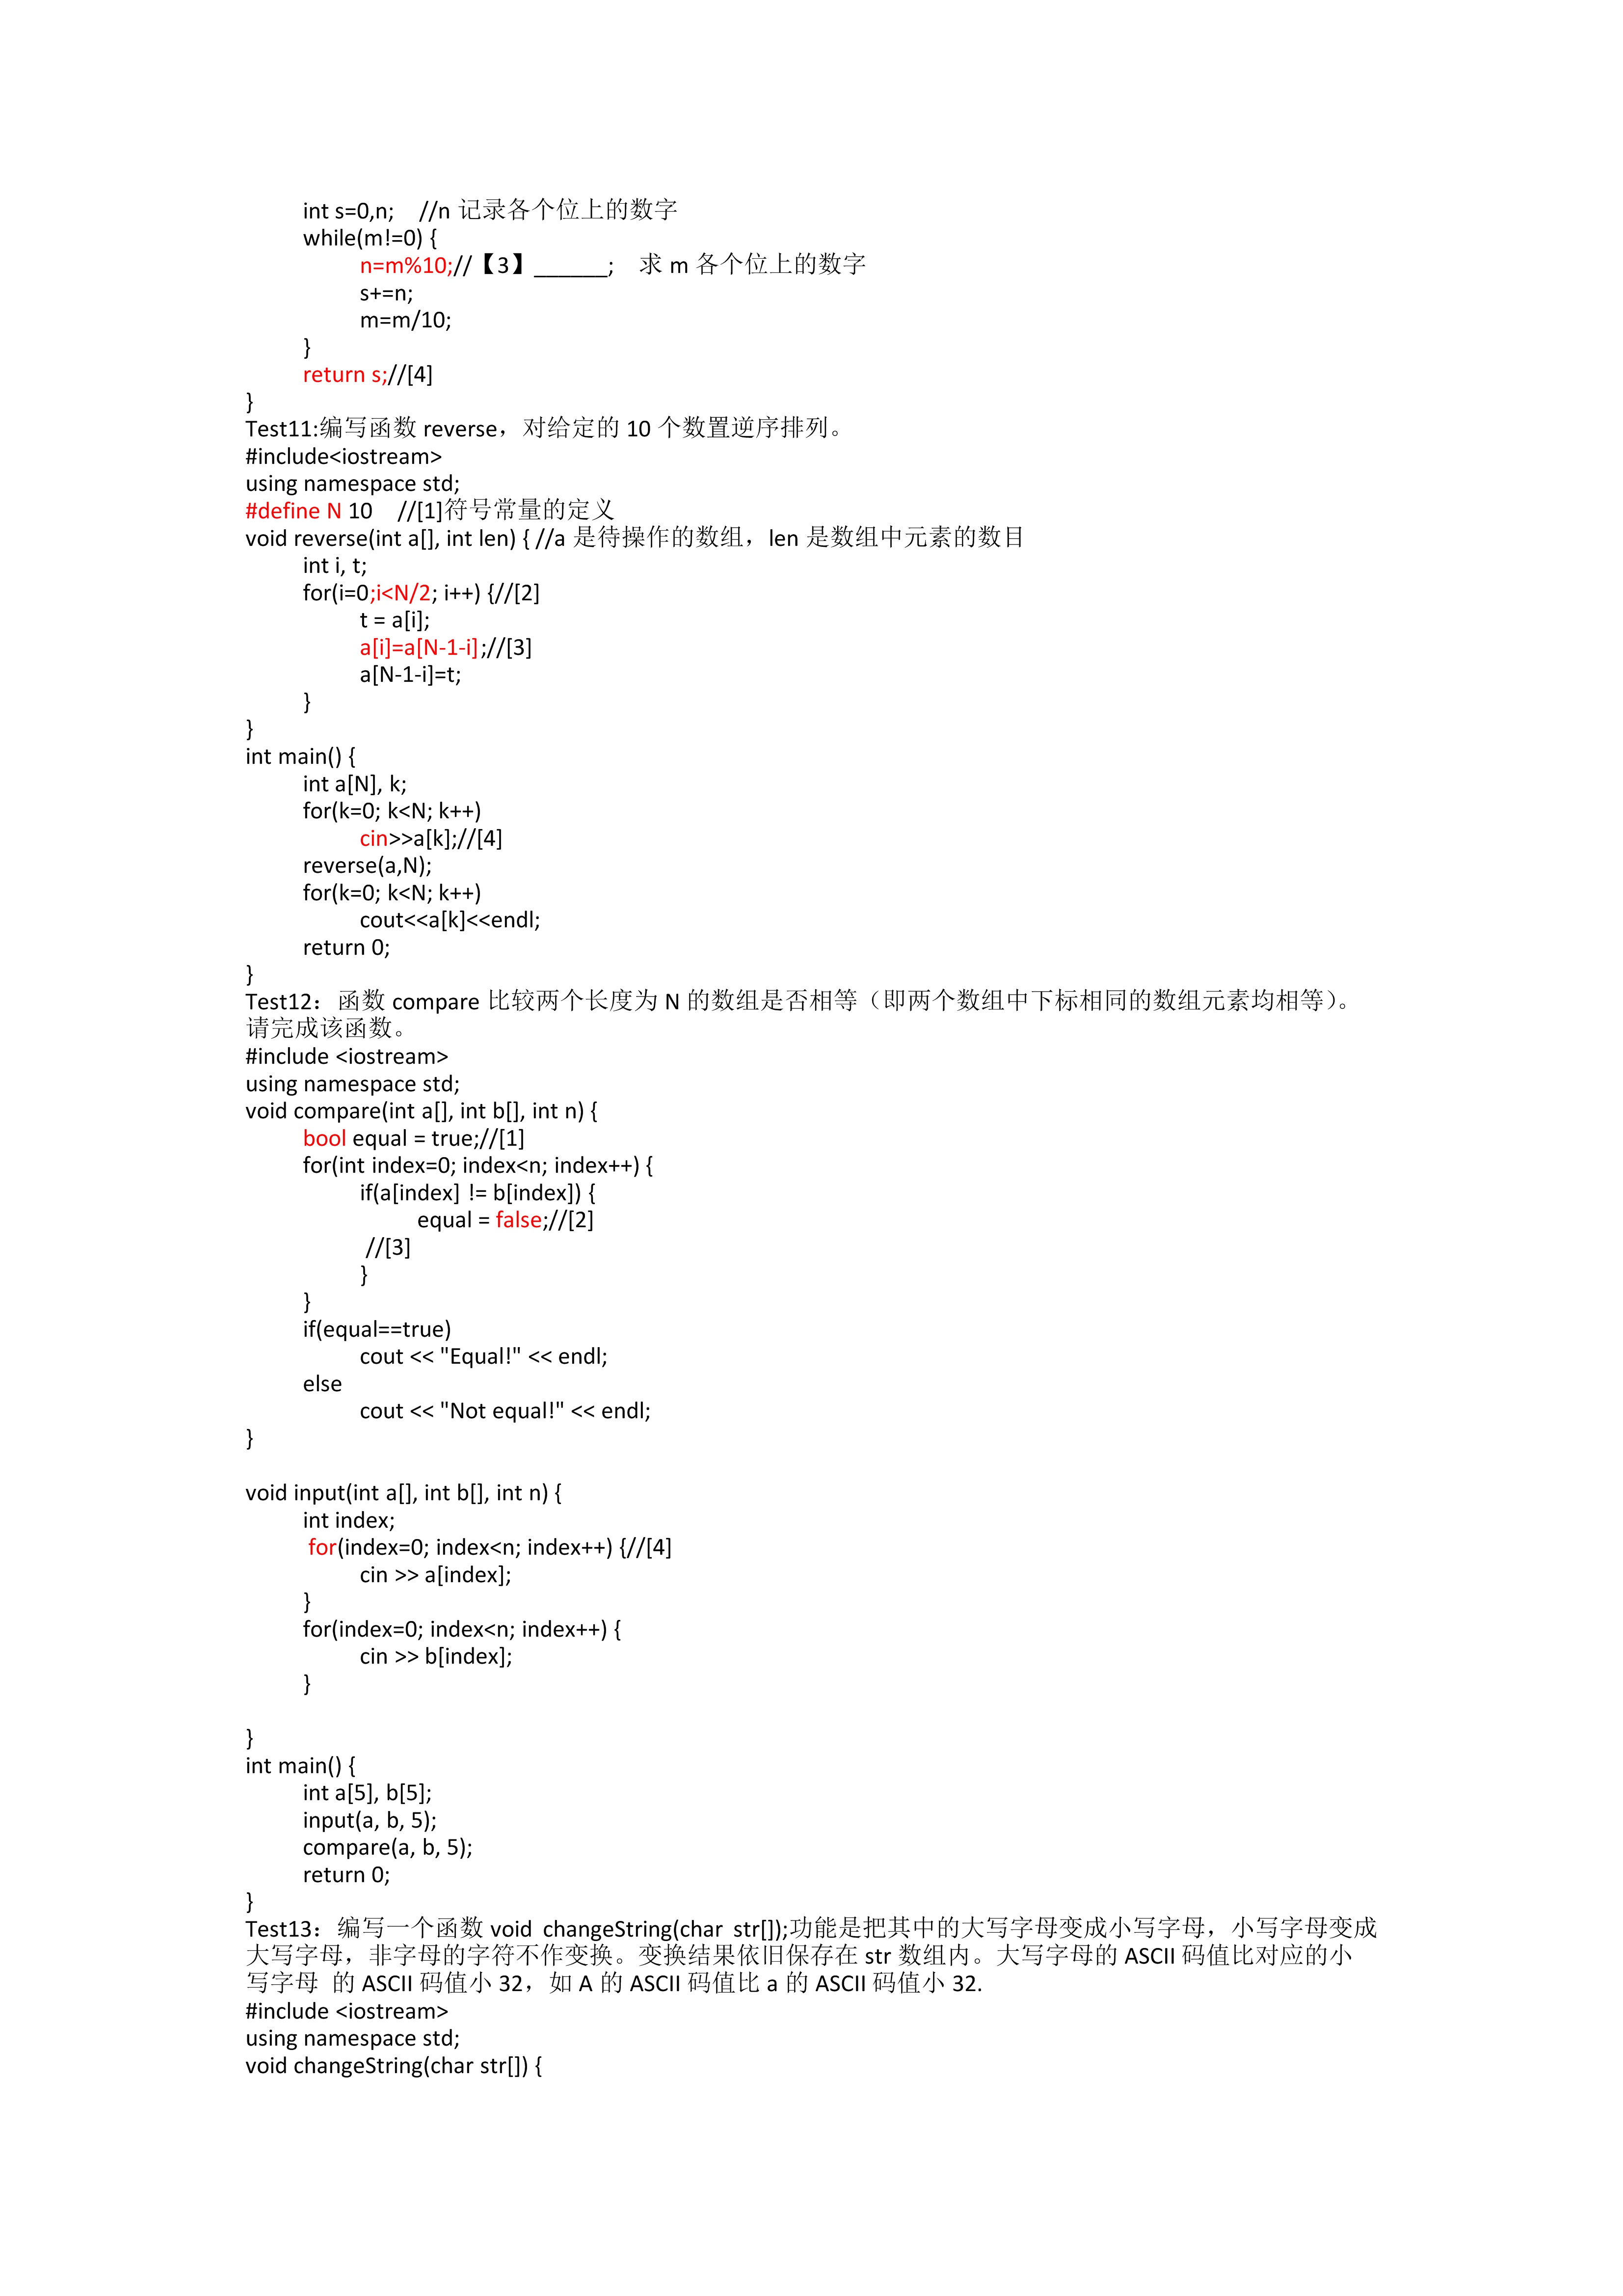 int s=0,n; //n 记录各个位上的数字
while(m!=0) {
n=m%10;//【3】______; 求 m 各个位上的数字
s+=n;
m=m/10;
}
return s;//[4]
}
Test11:编写函数 reverse，对给定的 10 个数置逆序排列。
#include<iostream>
using namespace std;
#define N 10 //[1]符号常量的定义
void reverse(int a[], int len) { //a 是待操作的数组，len 是数组中元素的数目
int i, t;
for(i=0;i<N/2; i++) {//[2]
t = a[i];
a[i]=a[N-1-i];//[3]
a[N-1-i]=t;
}
}
int main() {
int a[N], k;
for(k=0; k<N; k++)
cin>>a[k];//[4]
reverse(a,N);
for(k=0; k<N; k++)
cout<<a[k]<<endl;
return 0;
}
Test12：函数 compare 比较两个长度为 N 的数组是否相等（即两个数组中下标相同的数组元素均相等）。
请完成该函数。
#include <iostream>
using namespace std;
void compare(int a[], int b[], int n) {
bool equal = true;//[1]
for(int index=0; index<n; index++) {
if(a[index] != b[index]) {
equal = false;//[2]
//[3]
}
}
if(equal==true)
cout << "Equal!" << endl;
else
cout << "Not equal!" << endl;
}
void input(int a[], int b[], int n) {
int index;
for(index=0; index<n; index++) {//[4]
cin >> a[index];
}
for(index=0; index<n; index++) {
cin >> b[index];
}
}
int main() {
int a[5], b[5];
input(a, b, 5);
compare(a, b, 5);
return 0;
}
Test13：编写一个函数 void changeString(char str[]);功能是把其中的大写字母变成小写字母，小写字母变成
大写字母，非字母的字符不作变换。变换结果依旧保存在 str 数组内。大写字母的 ASCII 码值比对应的小
写字母 的 ASCII 码值小 32，如 A 的 ASCII 码值比 a 的 ASCII 码值小 32.
#include <iostream>
using namespace std;
void changeString(char str[]) {